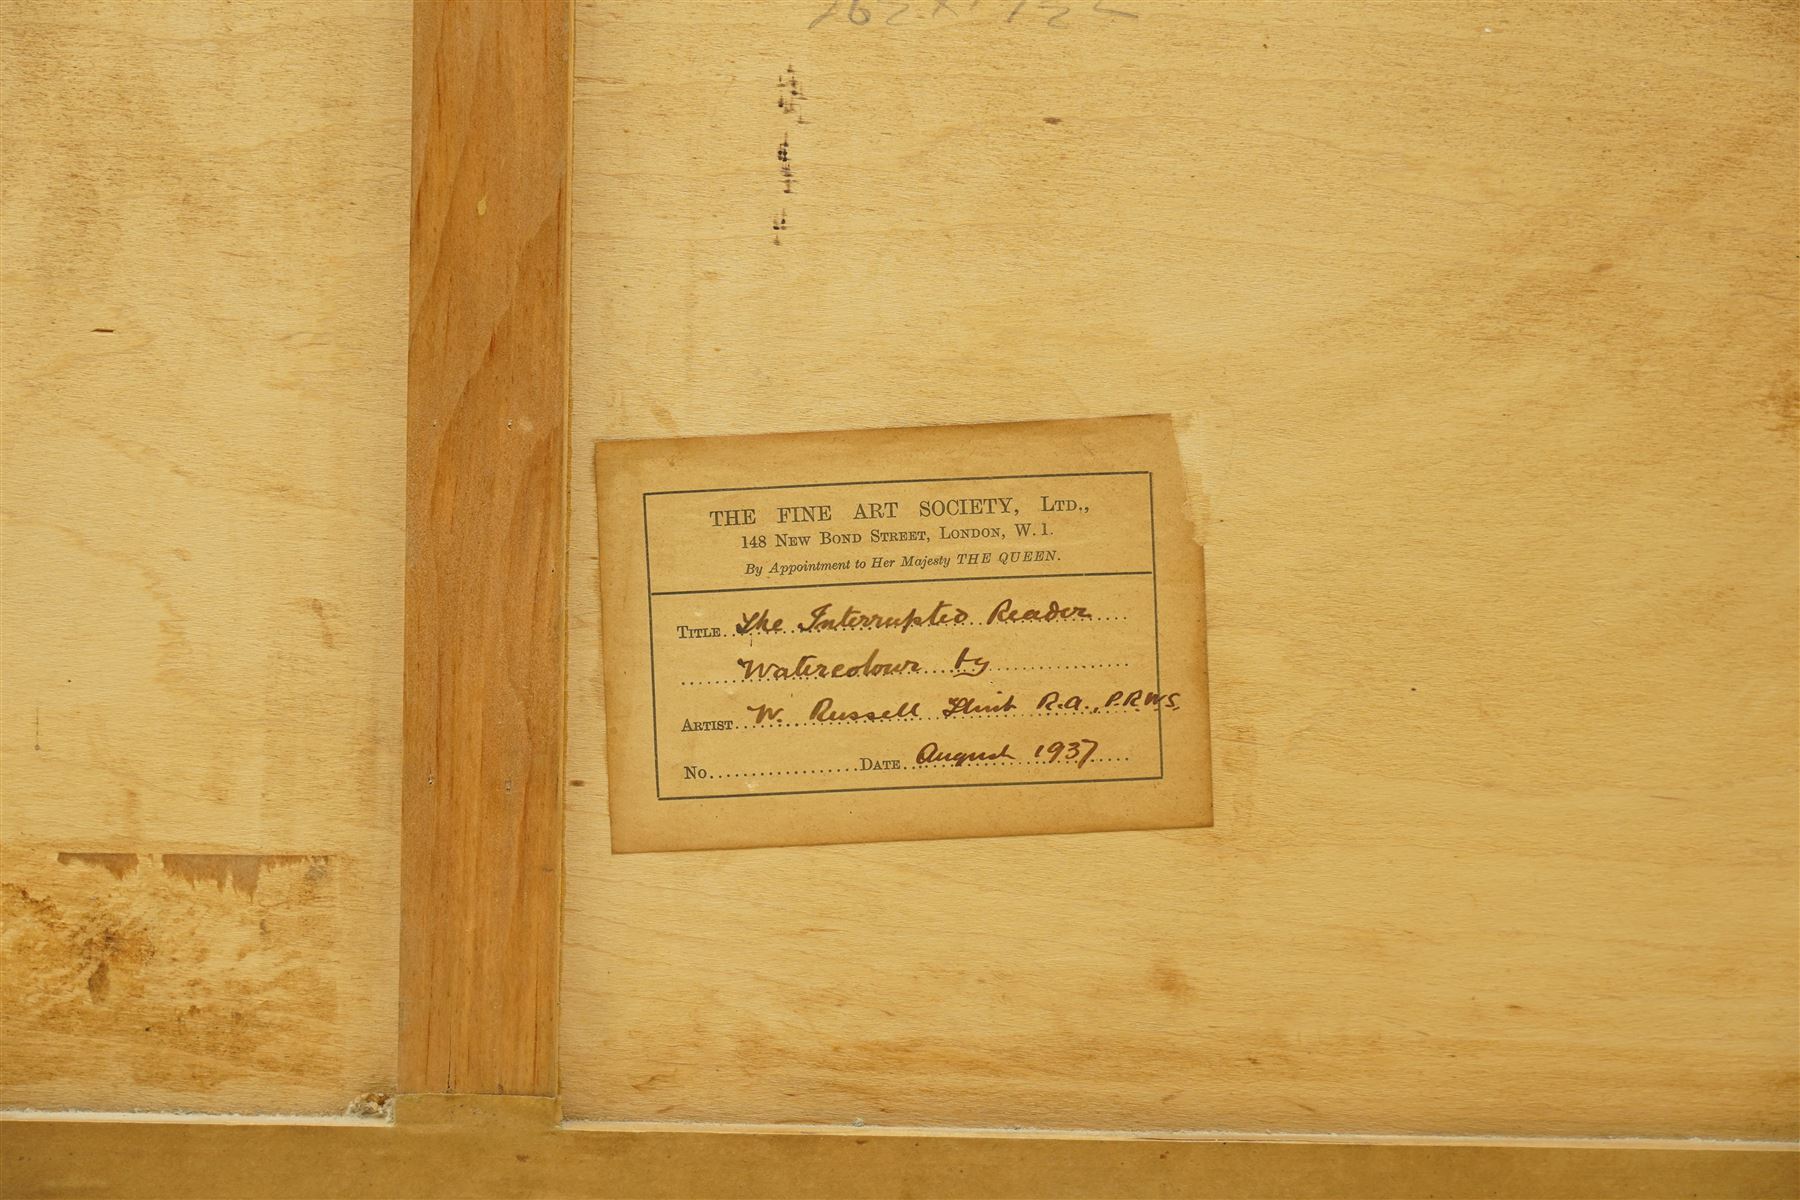 THE FINE ART SOCIETY, LTD.,
148 NEW BOND STREET, LONDON, W. 1.
By Appointment to Her Majesty THE QUEEN.
TITLE The Interrupted Reader
Watercolour by
ARTIST W. Russell Flint R.A., P.R.W.S.
NO. DATE August 1937